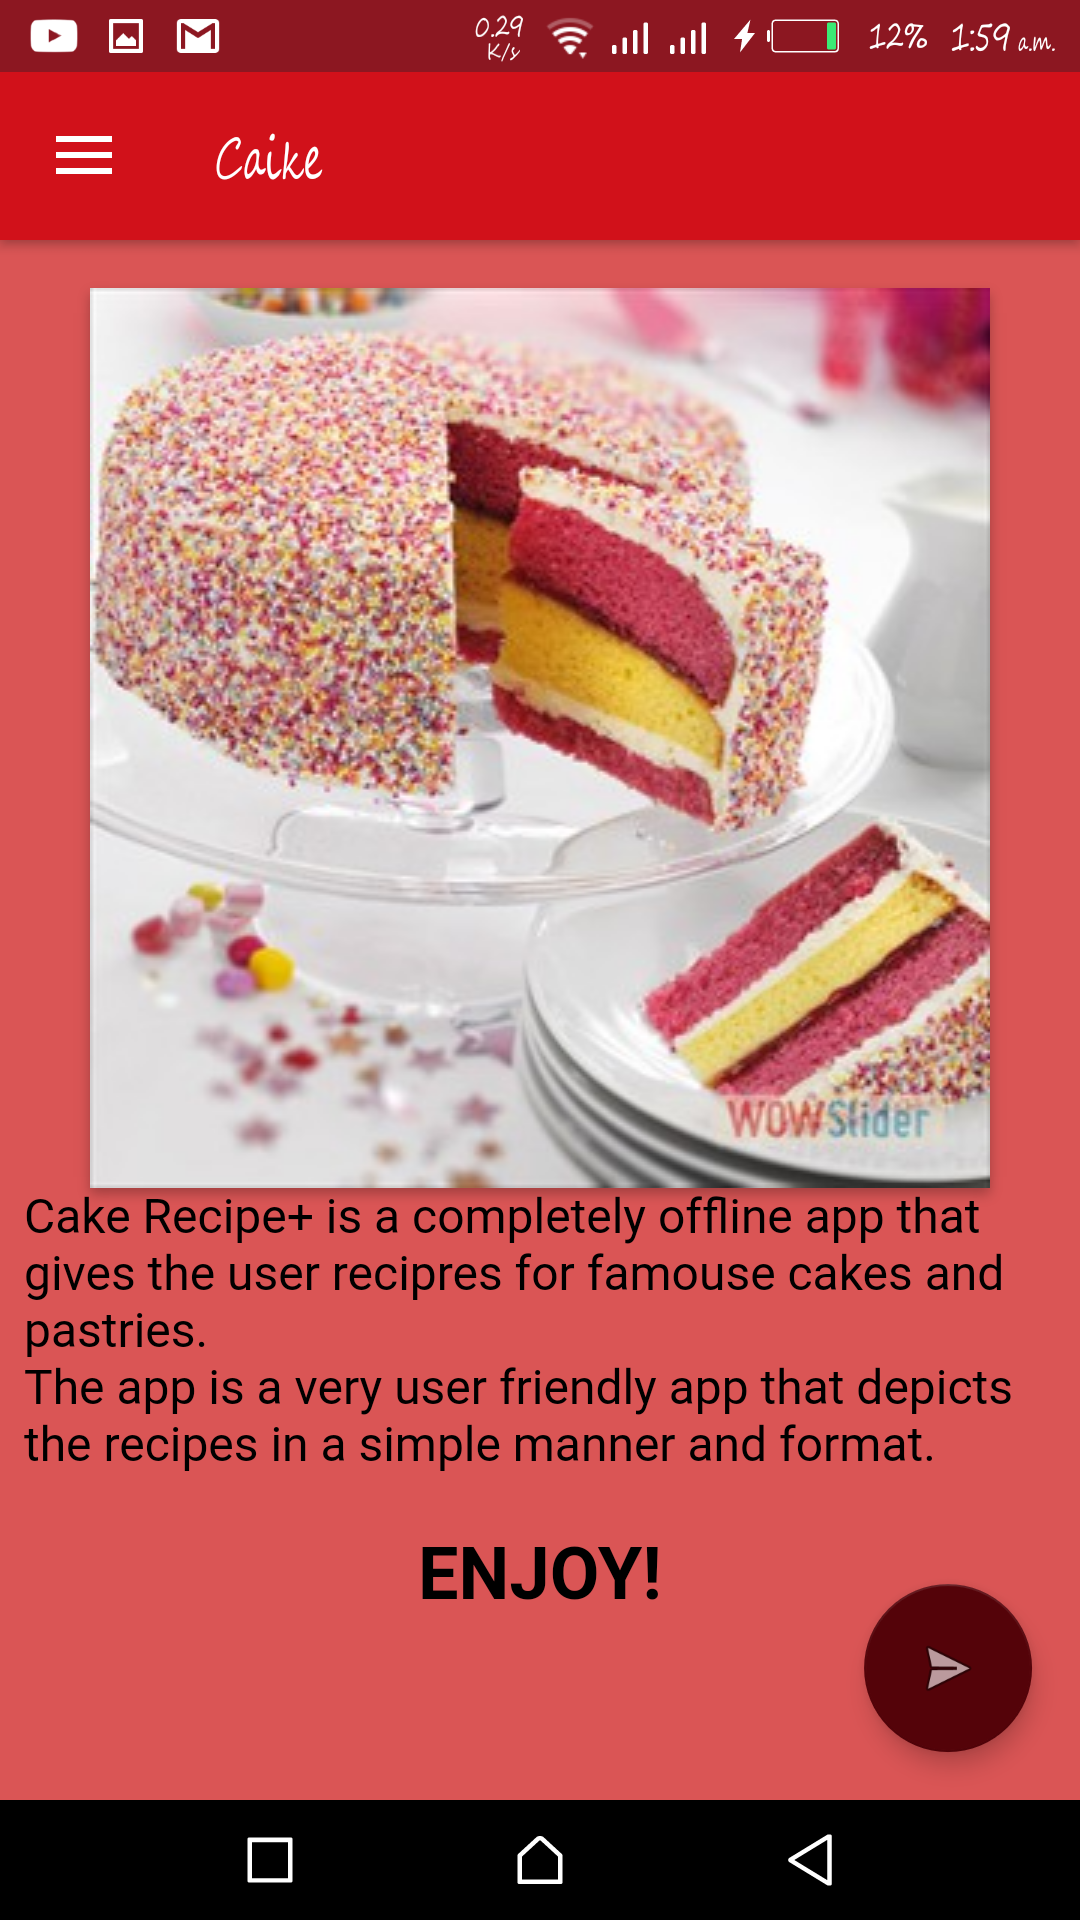 0.29
K/s
12% 1:59 a.m.
Caike
WOWSlider
Cake Recipe+ is a completely offline app that
gives the user recipres for famouse cakes and
pastries.
The app is a very user friendly app that depicts
the recipes in a simple manner and format.
ENJOY!